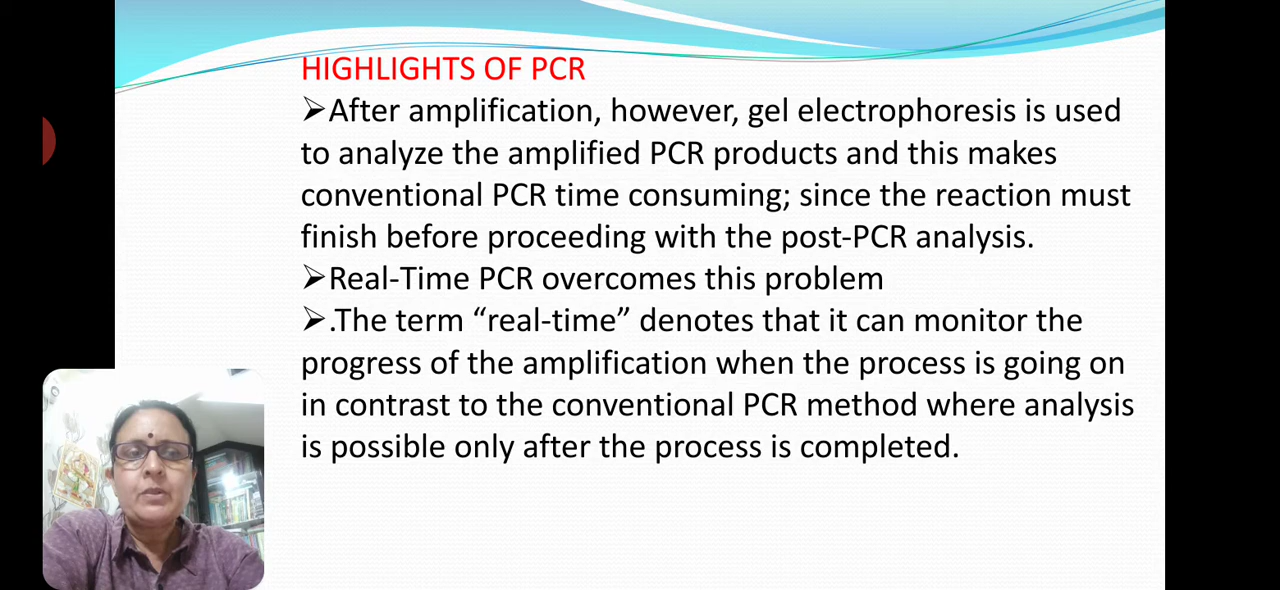 HIGHLIGHTS OF PCR
➢After amplification, however, gel electrophoresis is used
to analyze the amplified PCR products and this makes
conventional PCR time consuming; since the reaction must
finish before proceeding with the post-PCR analysis.
➢Real-Time PCR overcomes this problem
➢.The term “real-time” denotes that it can monitor the
progress of the amplification when the process is going on
in contrast to the conventional PCR method where analysis
is possible only after the process is completed.